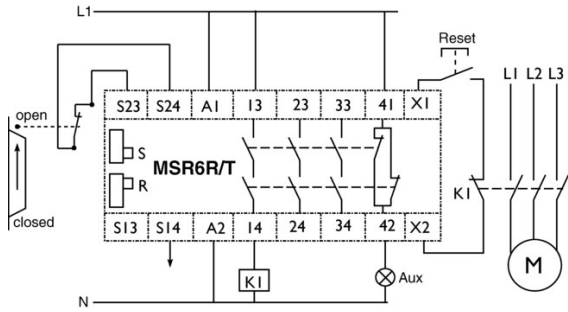 L1
Reset
L1 L2 L3
open
S23 S24 A1 13 23 33 41 X1
S
MSR6R/T
R
K1
closed
S13 S14 A2 14 24 34 42 X2
K1
Aux
M
N